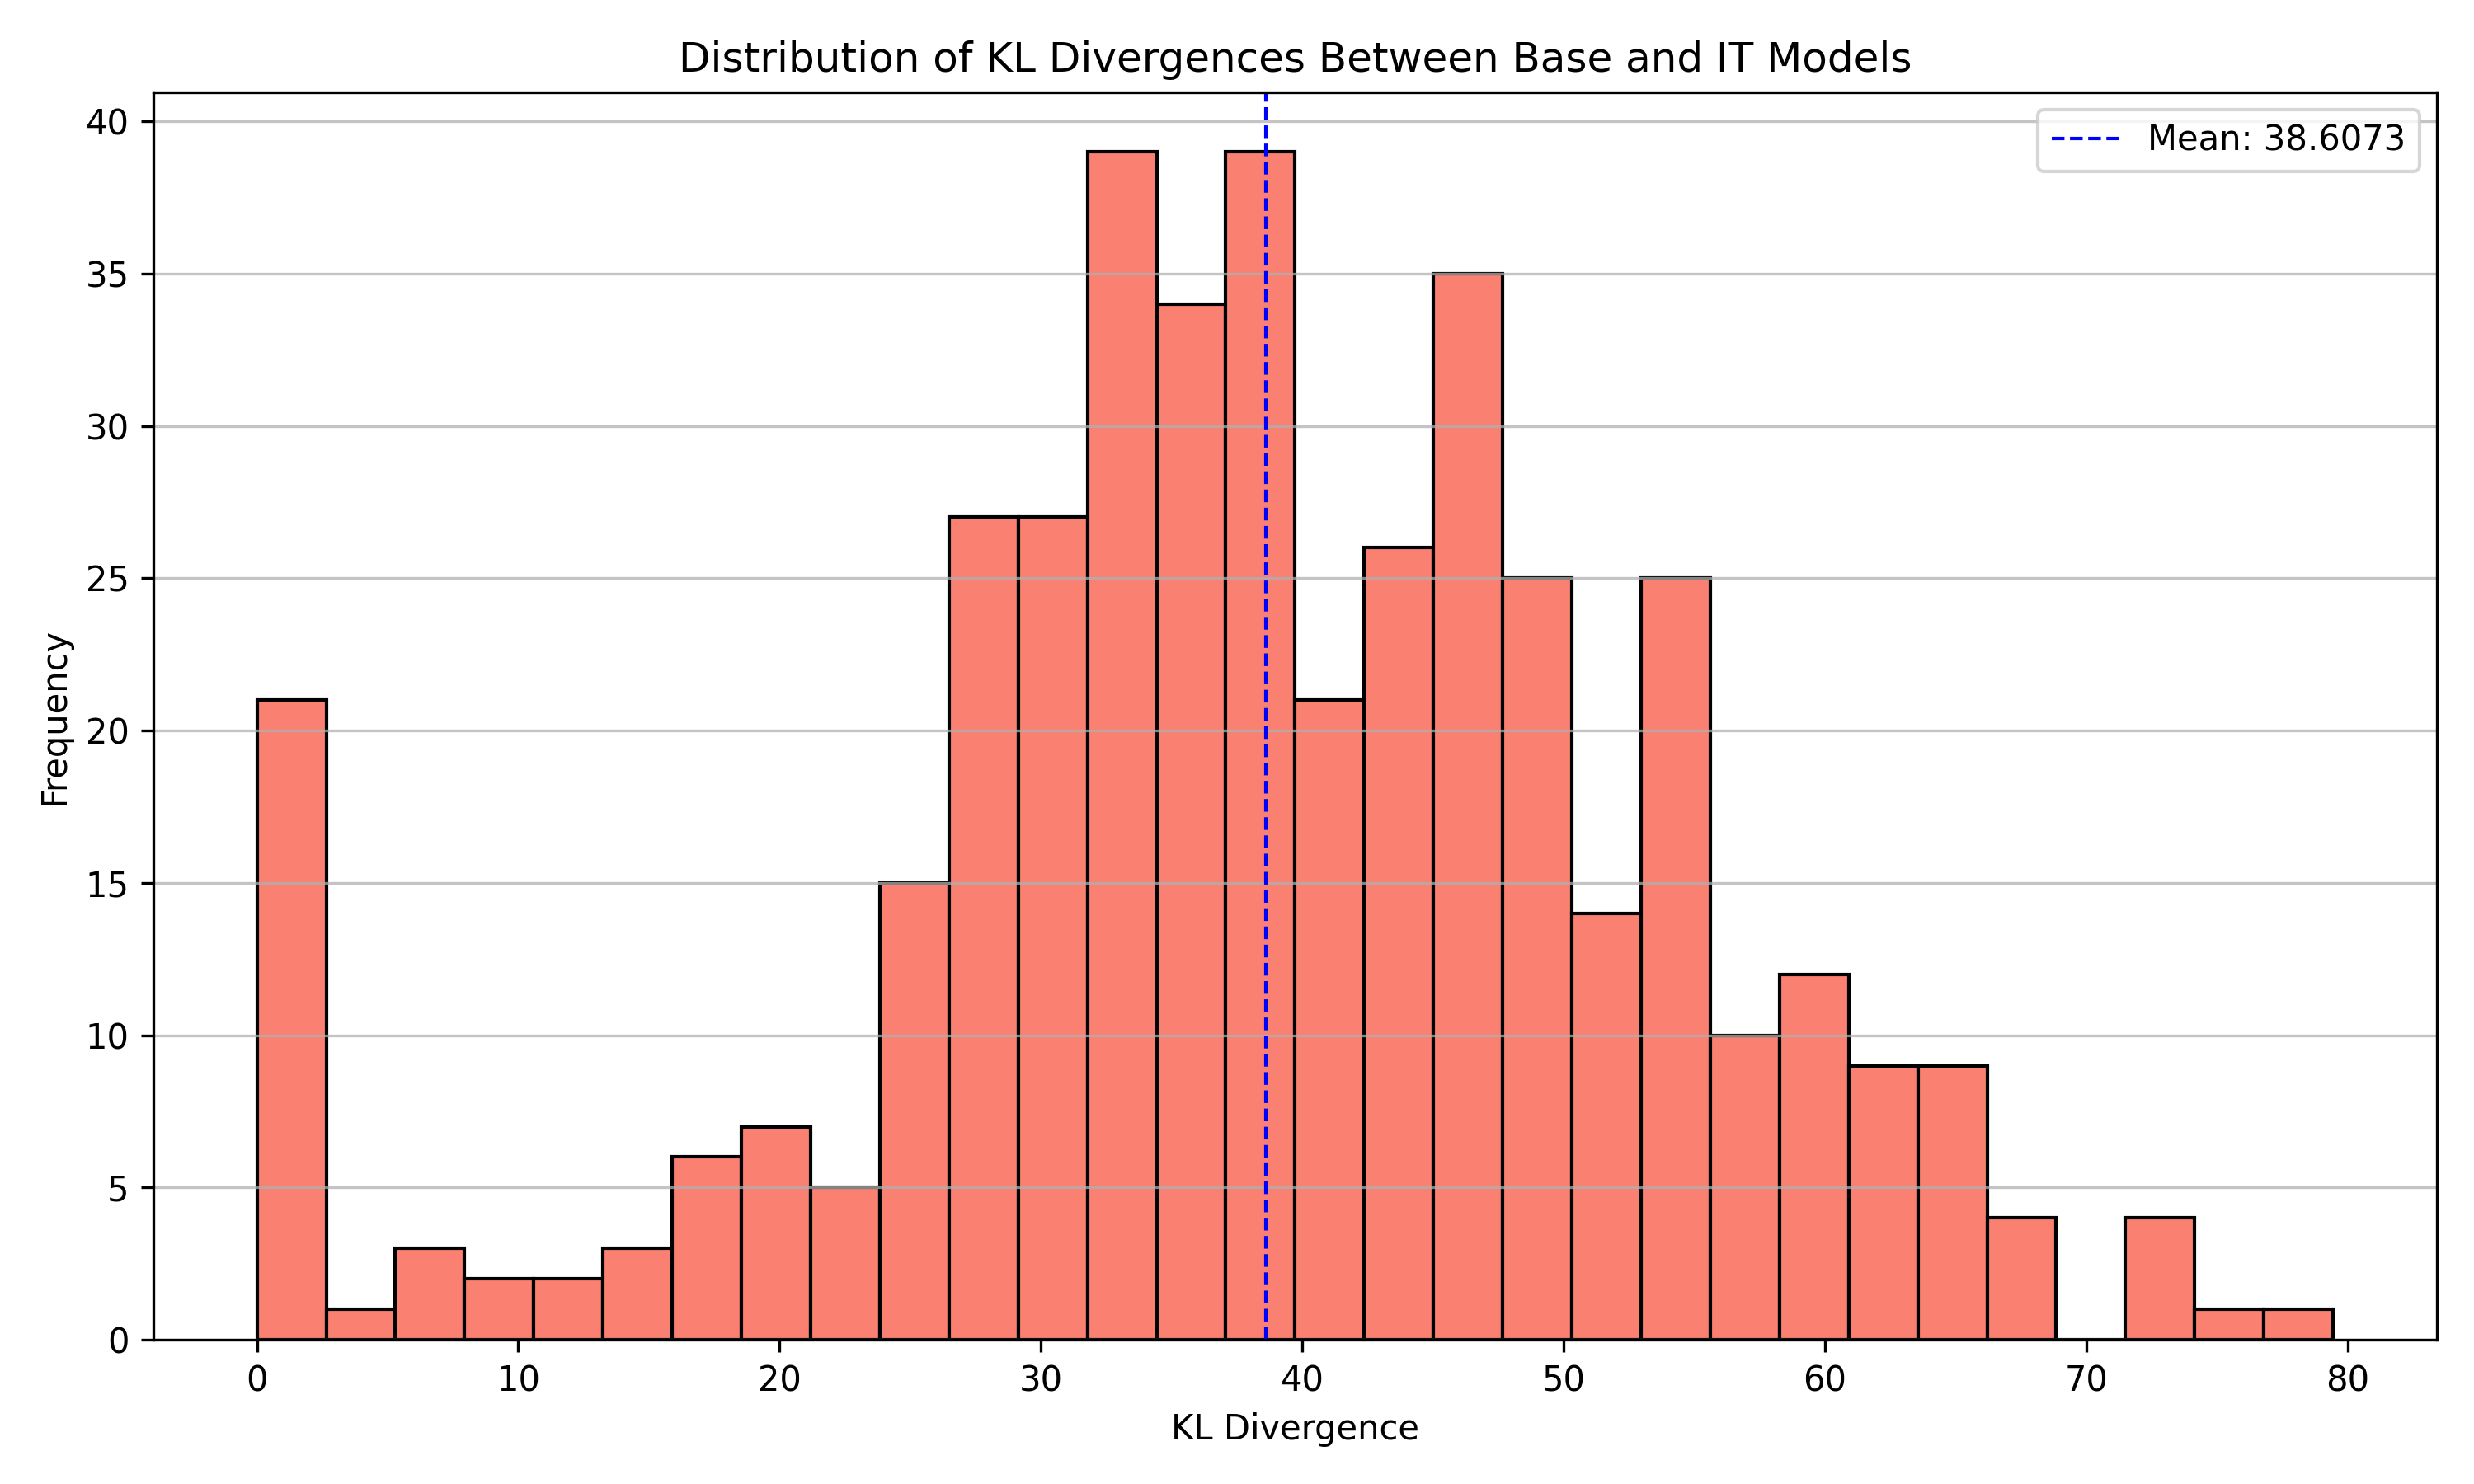 Distribution of KL Divergences Between Base and IT Models
Mean: 38.6073
Frequency
40
35
30
25
20
15
10
5
0
0 10 20 30 40 50 60 70 80
KL Divergence